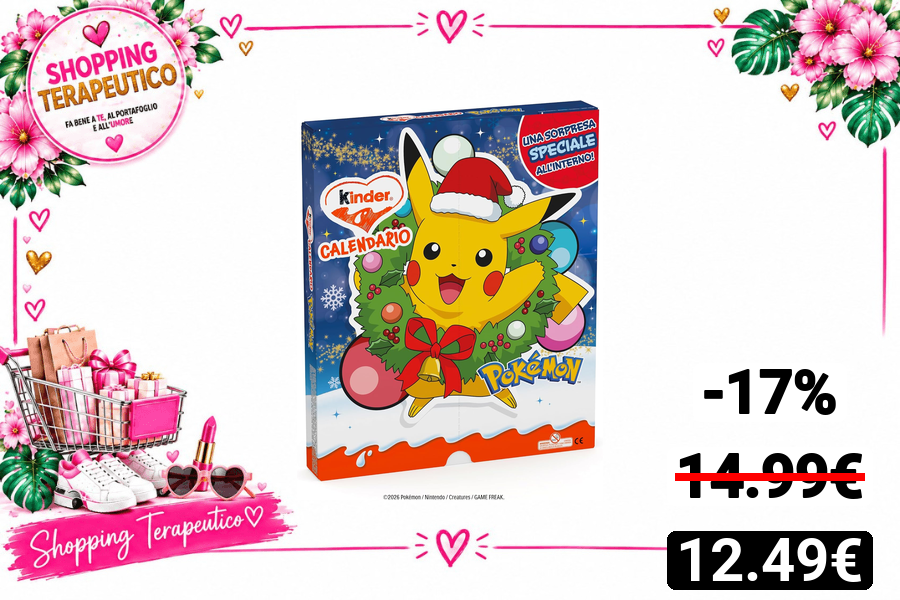 SHOPPING
TERAPEUTICO
FA BENE A TE, AL PORTAFOGLIO
E ALL'UMORE
UNA SORPRESA
SPECIALE
ALL'INTERNO!
Kinder
CALENDARIO
POKéMON
CE
©2026 Pokémon / Nintendo / Creatures / GAME FREAK.
-17%
14.99€
12.49€
Shopping Terapeutico